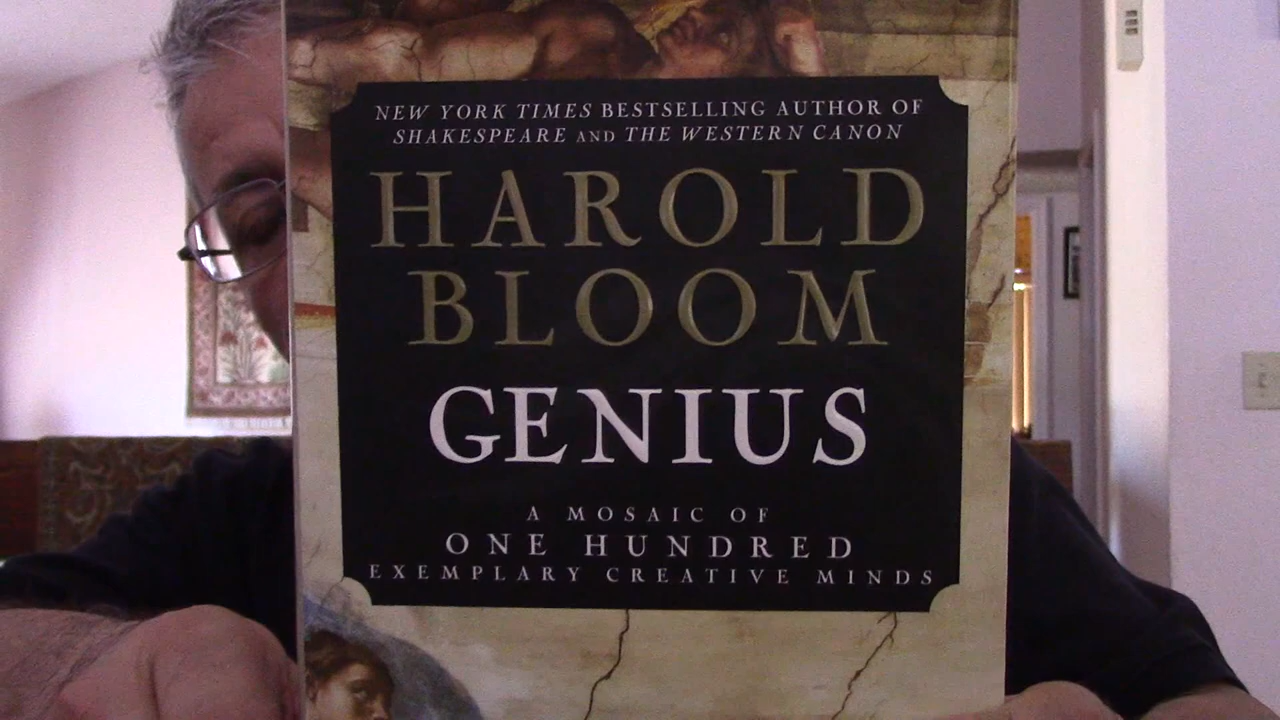 NEW YORK TIMES BESTSELLING AUTHOR OF
SHAKESPEARE AND THE WESTERN CANON
HAROLD
BLOOM
GENIUS
A MOSAIC OF
ONE HUNDRED
EXEMPLARY CREATIVE MINDS